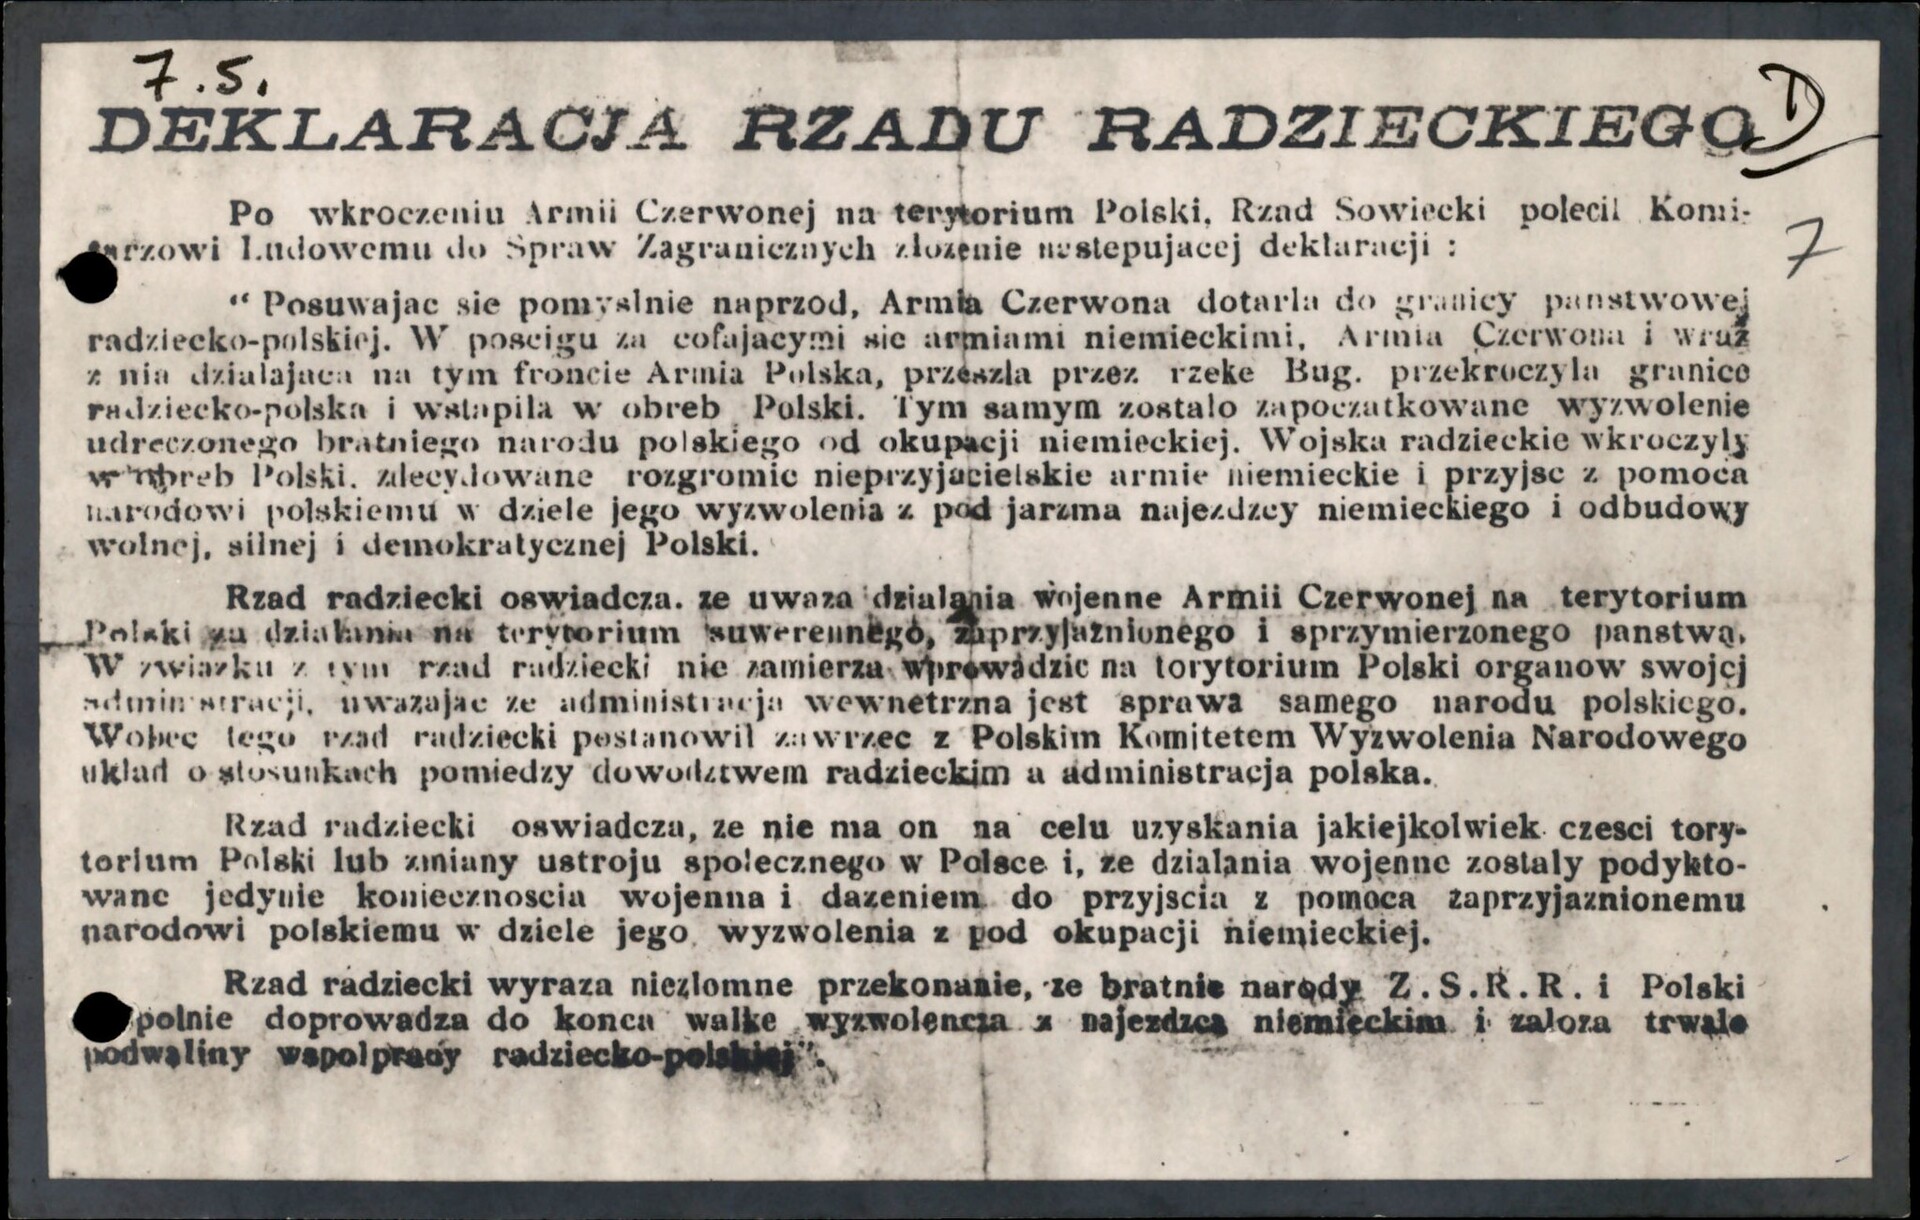 7.5.
D
DEKLARACJA RZADU RADZIECKIEGO
7
Po wkroczeniu Armii Czerwonej na terytorium Polski, Rzad Sowiecki polecil Komi-
arzowi Ludowemu do Spraw Zagranicznych zlozenie nastepujacej deklaracji :
“ Posuwajac sie pomyslnie naprzod, Armia Czerwona dotarla do granicy panstwowej
radziecko-polskiej. W poscigu za cofajacymi sie armiami niemieckimi, Armia Czerwona i wraz
z nia dzialajaca na tym froncie Armia Polska, przeszla przez rzeke Bug. przekroczyla granice
radziecko-polska i wstapila w obreb Polski. Tym samym zostalo zapoczatkowane wyzwolenie
udreczonego bratniego narodu polskiego od okupacji niemieckiej. Wojska radzieckie wkroczyly
w obreb Polski. zdecydowane rozgromic nieprzyjacielskie armie niemieckie i przyjsc z pomoca
narodowi polskiemu w dziele jego wyzwolenia z pod jarzma najezdzcy niemieckiego i odbudowy
wolnej, silnej i demokratycznej Polski.
Rzad radziecki oswiadcza. ze uwaza dzialania wojenne Armii Czerwonej na terytorium
Polski za dzialania na terytorium suwerennego, zaprzyjaznionego i sprzymierzonego panstwa.
W zwiazku z tym rzad radziecki nie zamierza wprowadzic na torytorium Polski organow swojej
administracji, uwazajac ze administracja wewnetrzna jest sprawa samego narodu polskiego.
Wobec tego rzad radziecki postanowil zawrzec z Polskim Komitetem Wyzwolenia Narodowego
uklad o stosunkach pomiedzy dowodztwem radzieckim a administracja polska.
Rzad radziecki oswiadcza, ze nie ma on na celu uzyskania jakiejkolwiek czesci tory-
torium Polski lub zmiany ustroju spolecznego w Polsce i, ze dzialania wojenne zostaly podykto-
wane jedynie koniecznoscia wojenna i dazeniem do przyjscia z pomoca zaprzyjaznionemu
narodowi polskiemu w dziele jego wyzwolenia z pod okupacji niemieckiej.
Rzad radziecki wyraza niezlomne przekonanie, ze bratnie narody Z.S.R.R. i Polski
polnie doprowadza do konca walke wyzwolencza z najezdzca niemieckim i zaloza trwale
podwaliny wspolpracy radziecko-polskiej”.